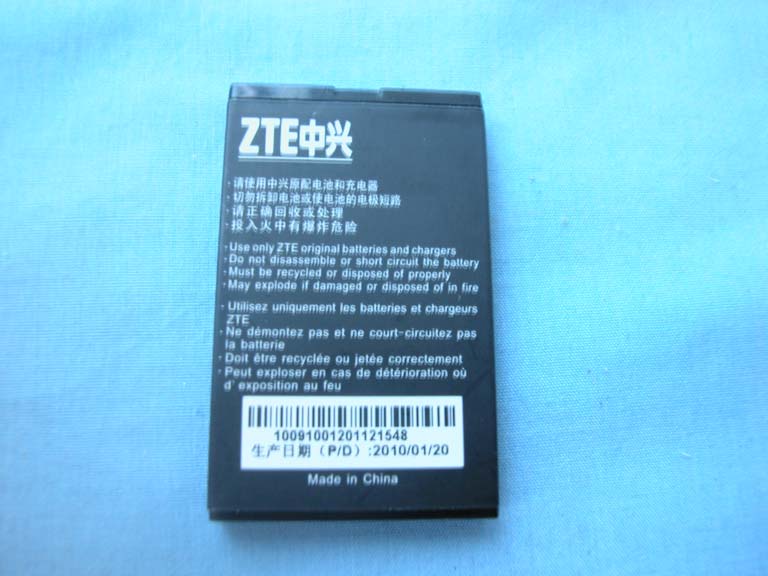 ZTE中兴
·请使用中兴原配电池和充电器
·切勿拆卸电池或使电池的电极短路
·请正确回收或处理
·投入火中有爆炸危险
·Use only ZTE original batteries and chargers
·Do not disassemble or short circuit the battery
·Must be recycled or disposed of properly
·May explode if damaged or disposed of in fire
·Utilisez uniquement les batteries et chargeurs
ZTE
·Ne démontez pas et ne court-circuitez pas
la batterie
·Doit être recyclée ou jetée correctement
·Peut exploser en cas de détérioration où
d' exposition au feu
10091001201121548
生产日期（P/D）:2010/01/20
Made in China